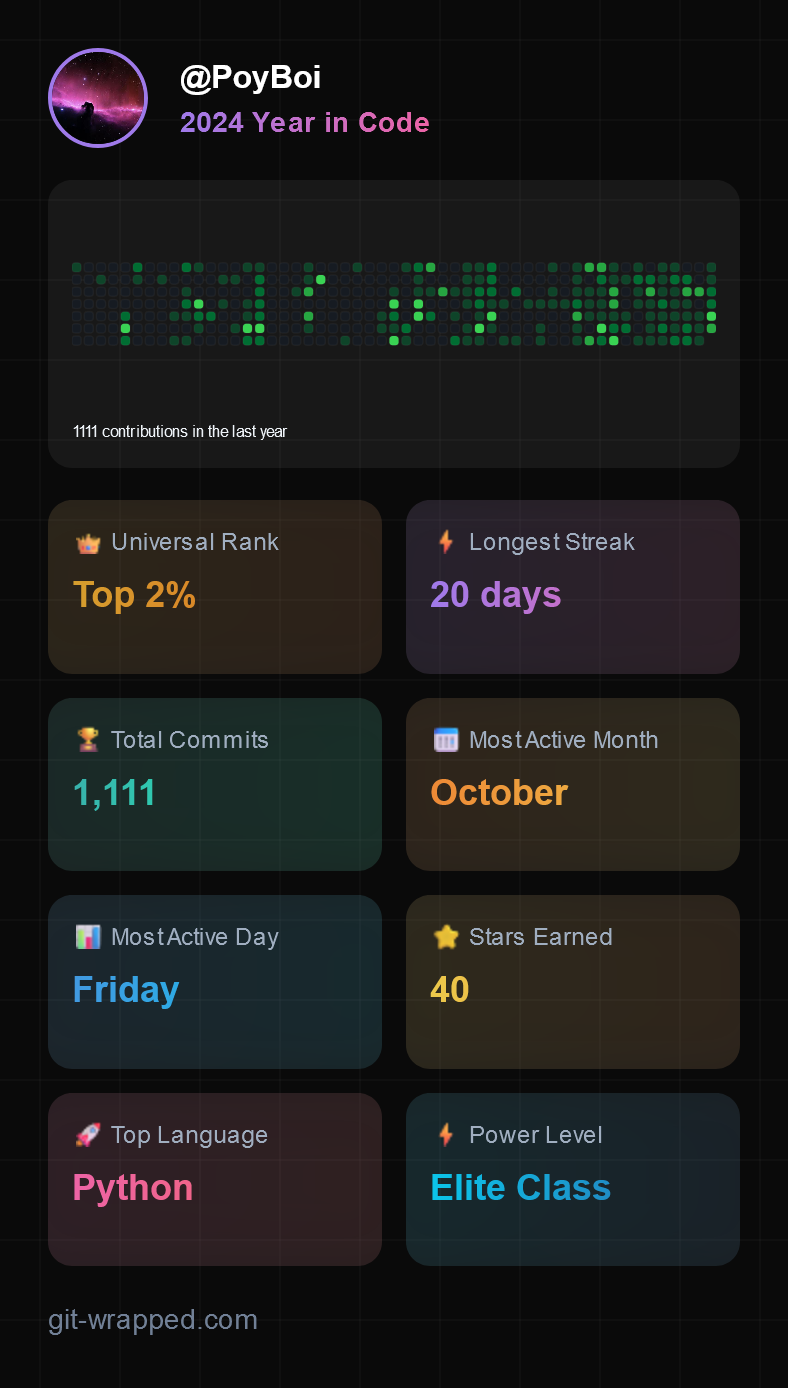 @PoyBoi
2024 Year in Code
1111 contributions in the last year
Universal Rank
Top 2%
Longest Streak
20 days
Total Commits
1,111
Most Active Month
October
Most Active Day
Friday
Stars Earned
40
Top Language
Python
Power Level
Elite Class
git-wrapped.com